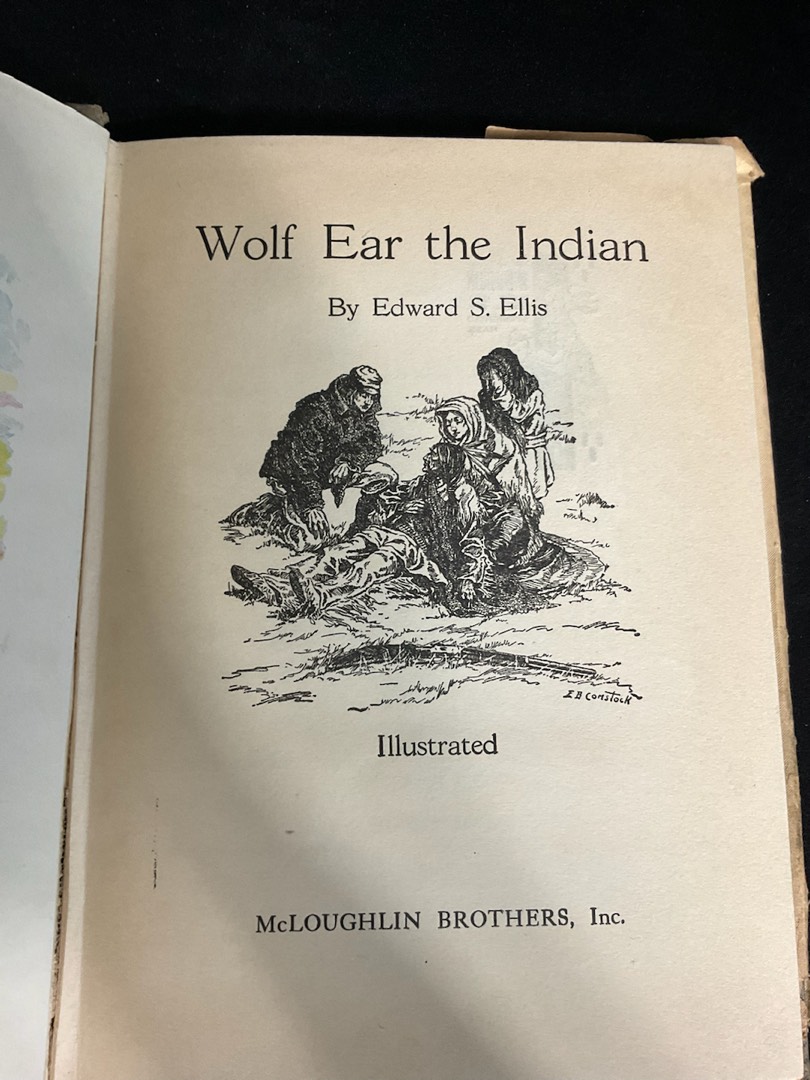 Wolf Ear the Indian
By Edward S. Ellis
E B Comstock
Illustrated
McLOUGHLIN BROTHERS, Inc.